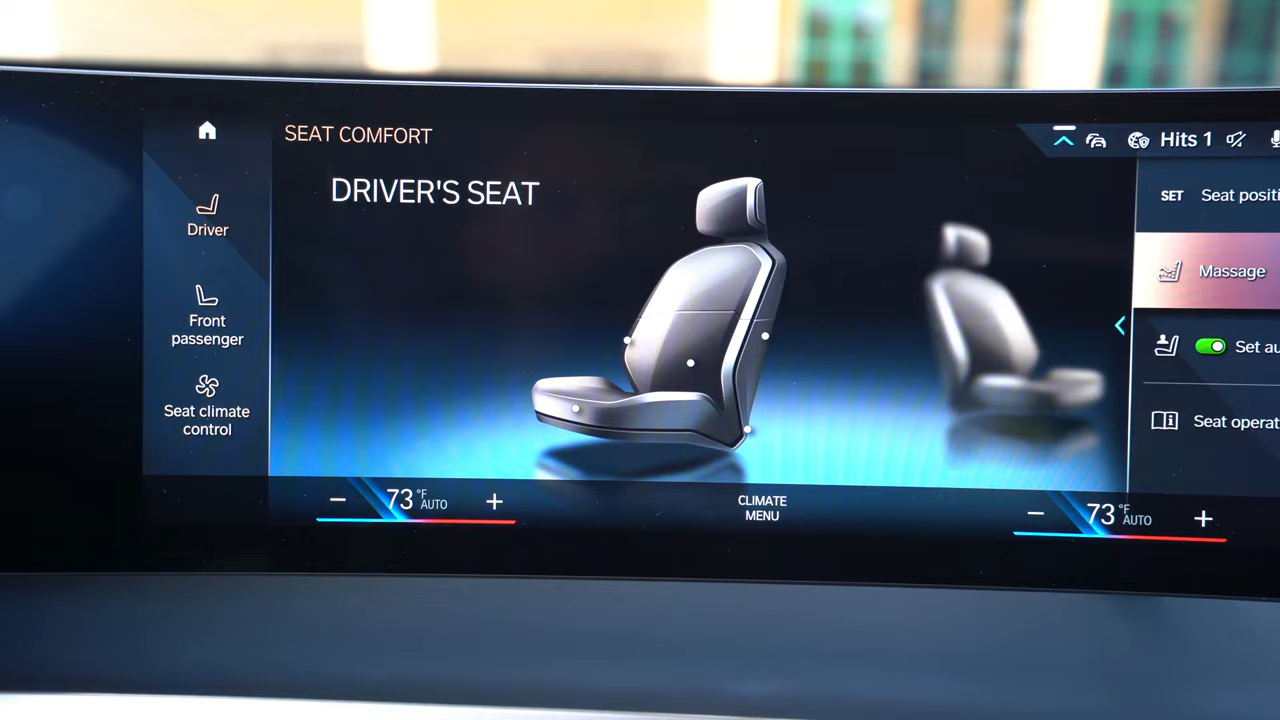 SEAT COMFORT
Hits 1
DRIVER'S SEAT
Driver
Front
passenger
Seat climate
control
SET Seat positi
Massage
Set au
Seat operat
73 °F AUTO
CLIMATE
MENU
73 °F AUTO